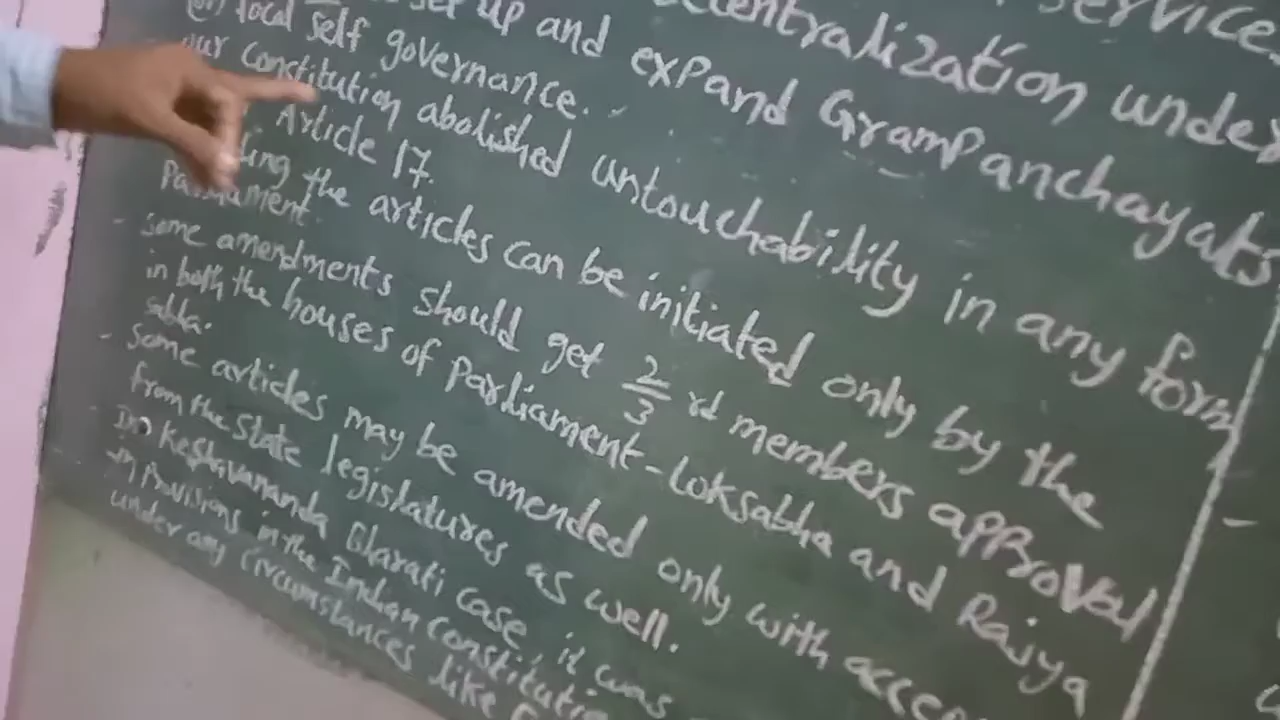 service
set up and expand GramPanchayats
decentralization under
local self governance.
our Constitution abolished untouchability in any form
Article 17.
the articles can be initiated only by the
Parliament.
- some amendments should get 2/3 rd members approval
in both the houses of Parliament - Loksabha and Rajya
sabha.
- some articles may be amended only with
from the state legislatures as well.
Keshavananda Bharati case, it was
Provisions in the Indian constitution
under any circumstances like